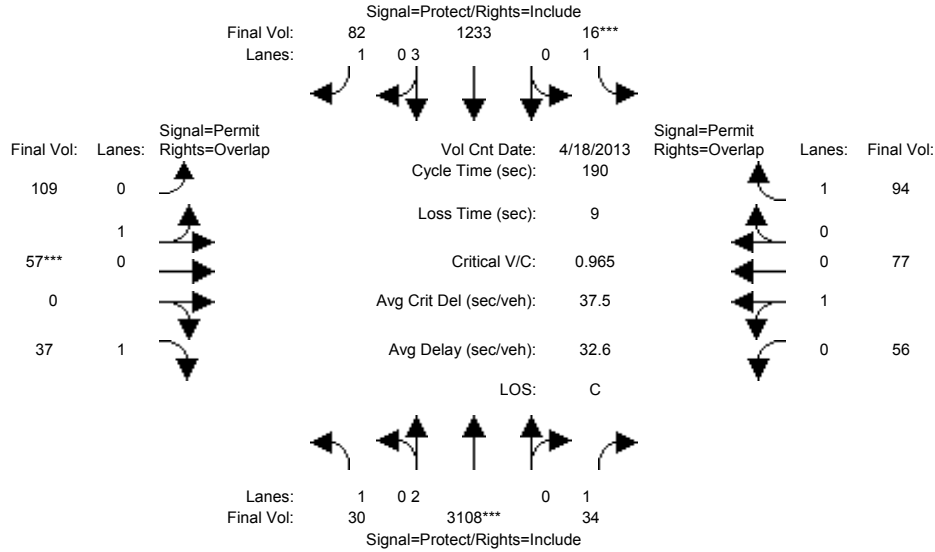 Signal=Protect/Rights=Include
Final Vol: 82 1233 16***
Lanes: 1 0 3 0 1
Signal=Permit Signal=Permit
Final Vol: Lanes: Rights=Overlap Vol Cnt Date: 4/18/2013 Rights=Overlap Lanes: Final Vol:
Cycle Time (sec): 190
109 0 1 94
Loss Time (sec): 9
1 0
57*** 0 Critical V/C: 0.965 0 77
0 Avg Crit Del (sec/veh): 37.5 1
37 1 Avg Delay (sec/veh): 32.6 0 56
LOS: C
Lanes: 1 0 2 0 1
Final Vol: 30 3108*** 34
Signal=Protect/Rights=Include